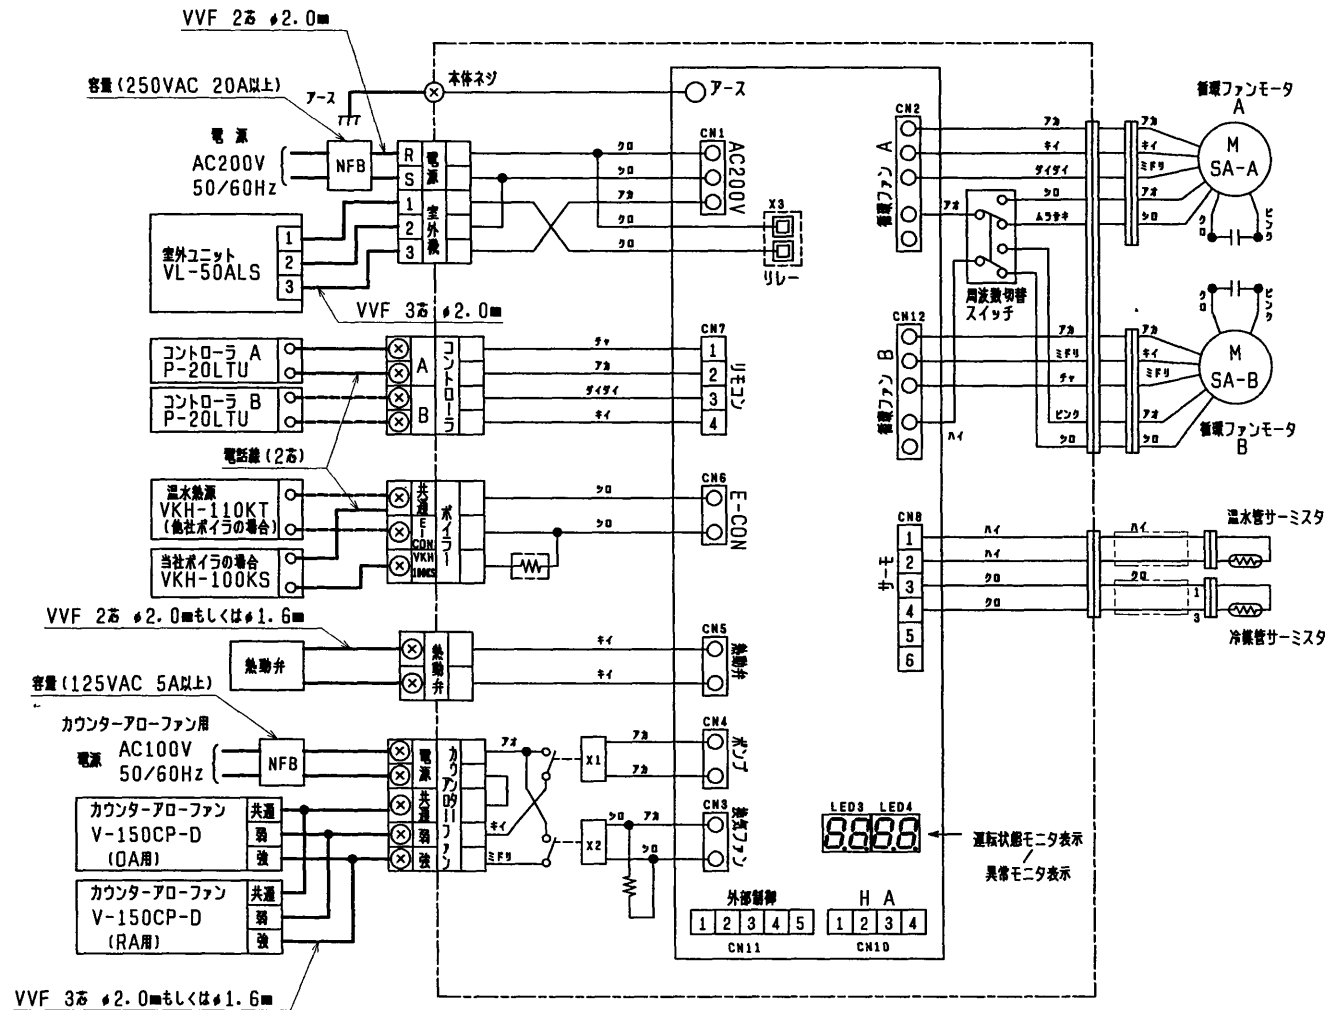 VVF 2芯 φ2.0m
容量(250VAC 20A以上)
アース
本体ネジ
アース
電源
AC200V
50/60Hz
NFB
R
S
電源
1
2
3
室外機
室外ユニット
VL-50ALS
1
2
3
VVF 3芯 φ2.0m
クロ
シロ
アカ
クロ
クロ
CN1
AC200V
X3
リレー
コントローラ A
P-20LTU
コントローラ B
P-20LTU
A
B
コントローラ
チャ
アカ
ダイダイ
キイ
CN7
1
2
3
4
リモコン
電話線(2芯)
温水熱源
VKH-110KT
(他社ボイラの場合)
当社ボイラの場合
VKH-100KS
共通
E-CON
VKH
100KS
ボイラー
シロ
シロ
CN6
E-CON
VVF 2芯 φ2.0mもしくはφ1.6m
熱動弁
熱動弁
キイ
キイ
CN5
熱動弁
容量(125VAC 5A以上)
カウンターアローファン用
電源
AC100V
50/60Hz
NFB
電源
共通
弱
強
カウンターアローファン
アオ
キイ
ミドリ
X1
X2
アカ
アカ
CN4
ポンプ
シロ
アカ
シロ
CN3
換気ファン
カウンターアローファン
V-150CP-D
(OA用)
共通
弱
強
カウンターアローファン
V-150CP-D
(RA用)
共通
弱
強
VVF 3芯 φ2.0mもしくはφ1.6m
外部制御
1 2 3 4 5
CN11
H A
1 2 3 4
CN10
LED3 LED4
運転状態モニタ表示
/
異常モニタ表示
CN2
循環ファン A
アカ
キイ
ダイダイ
シロ
ムラサキ
アオ
周波数切替
スイッチ
アカ
キイ
ミドリ
アオ
シロ
循環ファンモータ
A
M
SA-A
クロ
ピンク
CN12
循環ファン B
アカ
ミドリ
チャ
ピンク
シロ
ハイ
アカ
キイ
ミドリ
アオ
シロ
クロ
ピンク
M
SA-B
循環ファンモータ
B
CN8
サーモ
1
2
3
4
5
6
ハイ
ハイ
クロ
クロ
ハイ
クロ
1
3
温水管サーミスタ
冷媒管サーミスタ